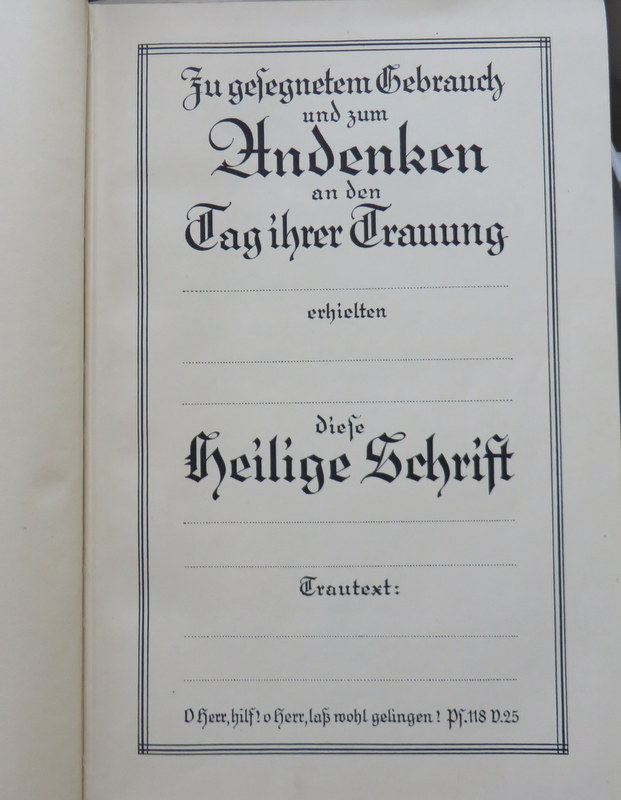 Zu gesegnetem Gebrauch
und zum
Andenken
an den
Tag ihrer Trauung
erhielten
diese
Heilige Schrift
Trautext:
O Herr, hilf! o Herr, laß wohl gelingen! Ps. 118 V. 25